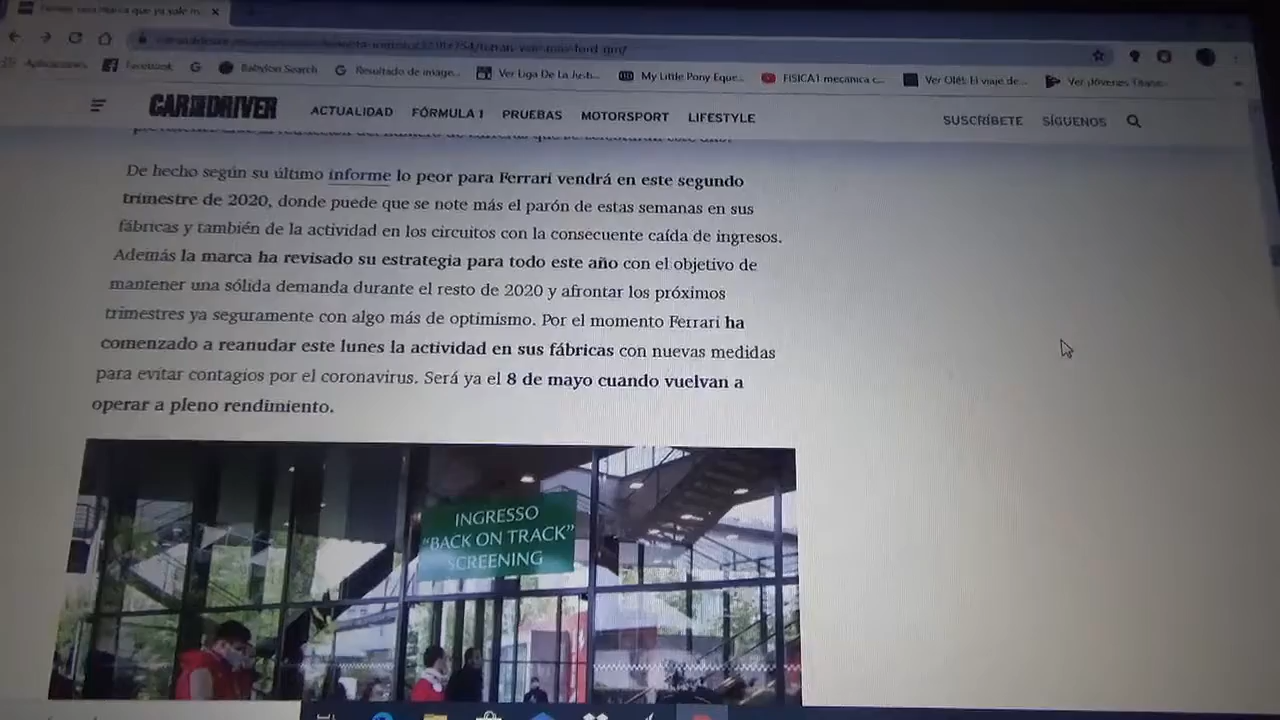 Facebook
Babylon Search
Resultado de image...
Ver Liga De La Justi...
My Little Pony Eque...
FISICA1 mecanica c...
Ver Olé!: El viaje de...
Ver Jóvenes Titane...
CAR AND DRIVER
ACTUALIDAD FÓRMULA 1 PRUEBAS MOTORSPORT LIFESTYLE
SUSCRÍBETE SÍGUENOS
De hecho según su último informe lo peor para Ferrari vendrá en este segundo
trimestre de 2020, donde puede que se note más el parón de estas semanas en sus
fábricas y también de la actividad en los circuitos con la consecuente caída de ingresos.
Además la marca ha revisado su estrategia para todo este año con el objetivo de
mantener una sólida demanda durante el resto de 2020 y afrontar los próximos
trimestres ya seguramente con algo más de optimismo. Por el momento Ferrari ha
comenzado a reanudar este lunes la actividad en sus fábricas con nuevas medidas
para evitar contagios por el coronavirus. Será ya el 8 de mayo cuando vuelvan a
operar a pleno rendimiento.
INGRESSO
“BACK ON TRACK”
SCREENING